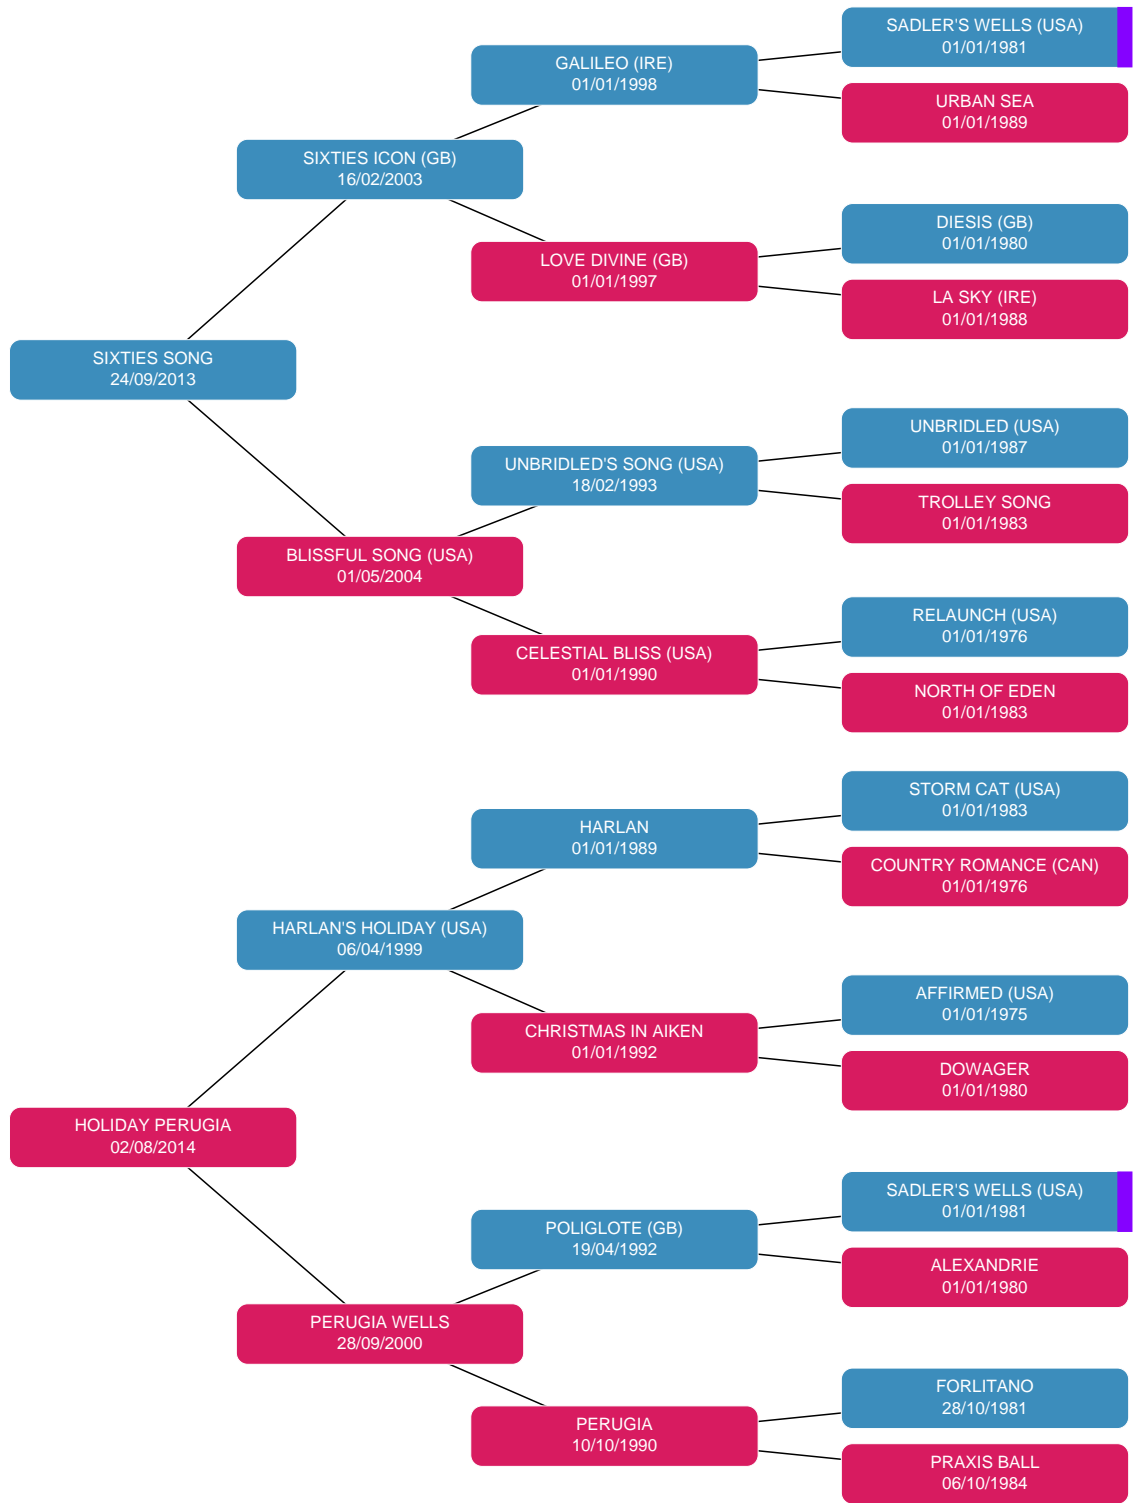 SADLER'S WELLS (USA)
01/01/1981
GALILEO (IRE)
01/01/1998
URBAN SEA
01/01/1989
SIXTIES ICON (GB)
16/02/2003
DIESIS (GB)
01/01/1980
LOVE DIVINE (GB)
01/01/1997
LA SKY (IRE)
01/01/1988
SIXTIES SONG
24/09/2013
UNBRIDLED (USA)
01/01/1987
UNBRIDLED'S SONG (USA)
18/02/1993
TROLLEY SONG
01/01/1983
BLISSFUL SONG (USA)
01/05/2004
RELAUNCH (USA)
01/01/1976
CELESTIAL BLISS (USA)
01/01/1990
NORTH OF EDEN
01/01/1983
STORM CAT (USA)
01/01/1983
HARLAN
01/01/1989
COUNTRY ROMANCE (CAN)
01/01/1976
HARLAN'S HOLIDAY (USA)
06/04/1999
AFFIRMED (USA)
01/01/1975
CHRISTMAS IN AIKEN
01/01/1992
DOWAGER
01/01/1980
HOLIDAY PERUGIA
02/08/2014
SADLER'S WELLS (USA)
01/01/1981
POLIGLOTE (GB)
19/04/1992
ALEXANDRIE
01/01/1980
PERUGIA WELLS
28/09/2000
FORLITANO
28/10/1981
PERUGIA
10/10/1990
PRAXIS BALL
06/10/1984